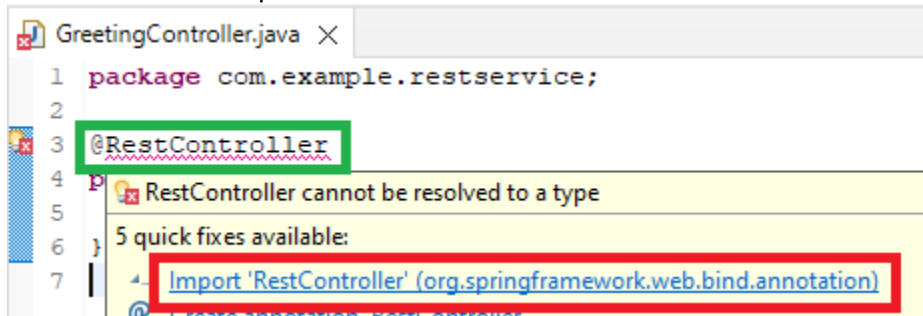 GreetingController.java
1 package com.example.restservice;
2
3 @RestController
4 p
RestController cannot be resolved to a type
5
5 quick fixes available:
6 }
7
Import 'RestController' (org.springframework.web.bind.annotation)